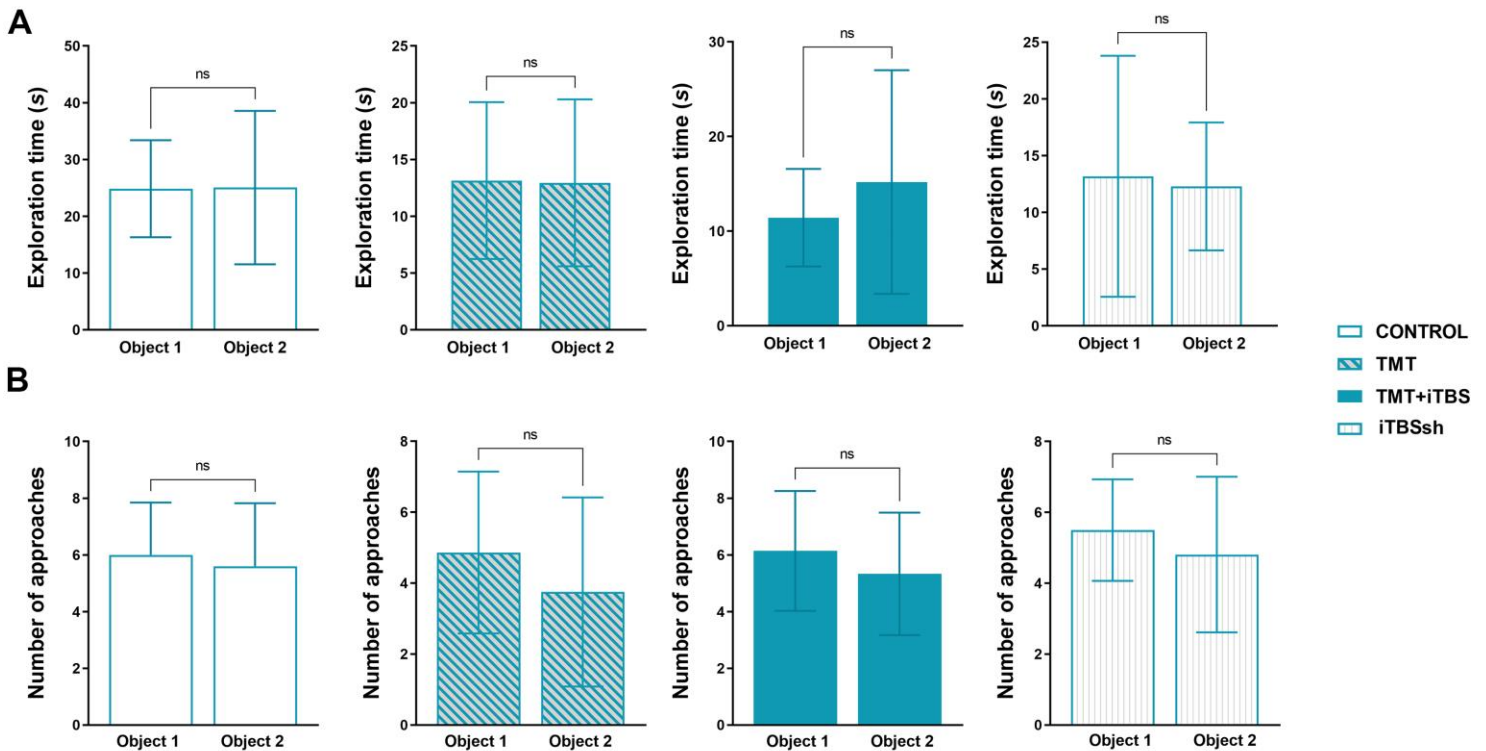 A
Exploration time (s)
50
40
30
20
10
0
ns
Object 1 Object 2
Exploration time (s)
25
20
15
10
5
0
ns
Object 1 Object 2
Exploration time (s)
30
20
10
0
ns
Object 1 Object 2
Exploration time (s)
25
20
15
10
5
0
ns
Object 1 Object 2
CONTROL
TMT
TMT+iTBS
iTBSsh
B
Number of approaches
10
8
6
4
2
0
ns
Object 1 Object 2
Number of approaches
8
6
4
2
0
ns
Object 1 Object 2
Number of approaches
10
8
6
4
2
0
ns
Object 1 Object 2
Number of approaches
8
6
4
2
0
ns
Object 1 Object 2